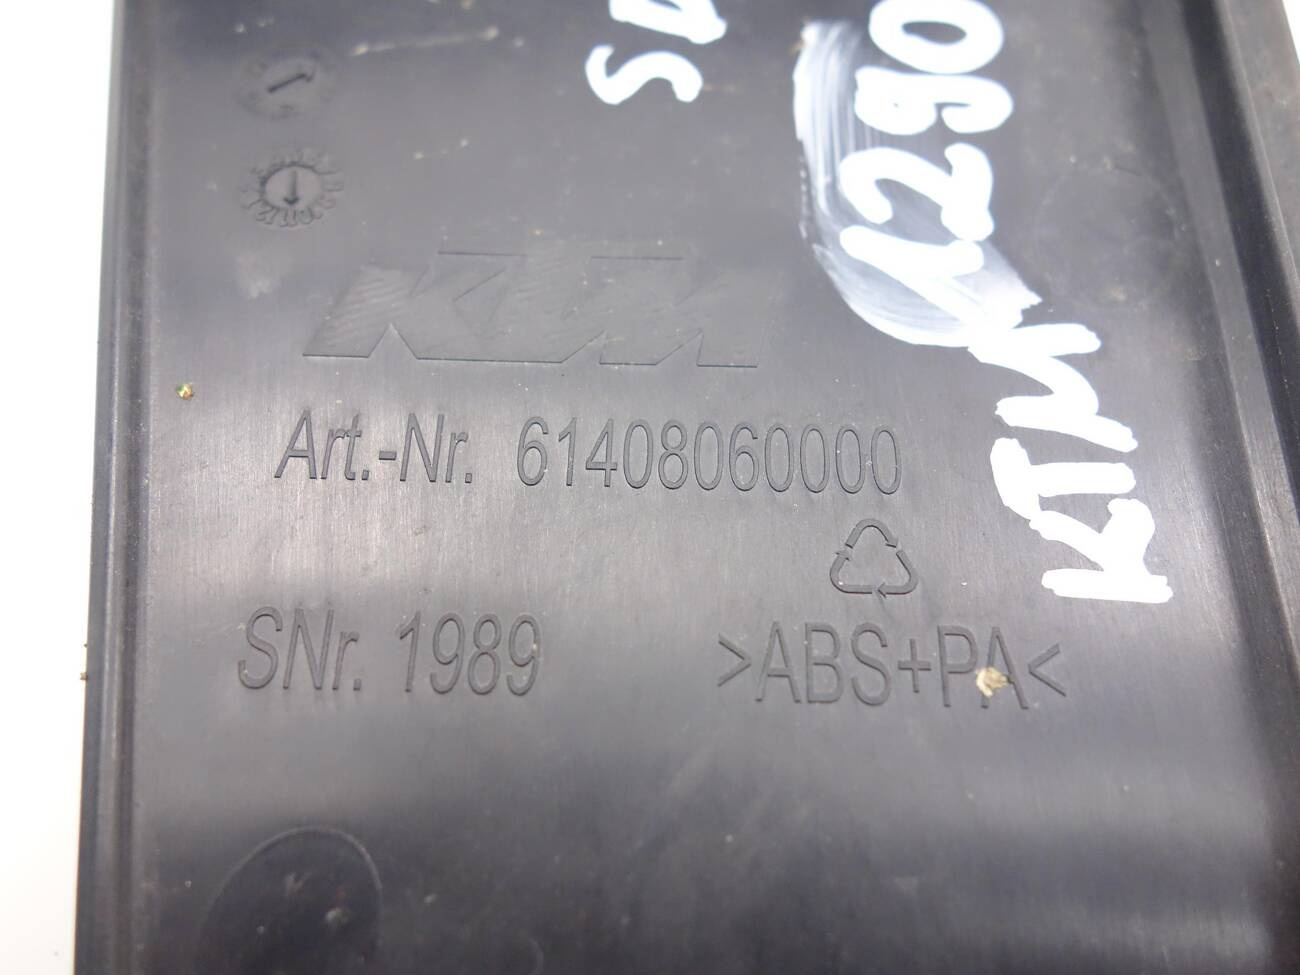 KTM
Art.-Nr. 61408060000
SNr. 1989
>ABS+PA<
KTM 1290